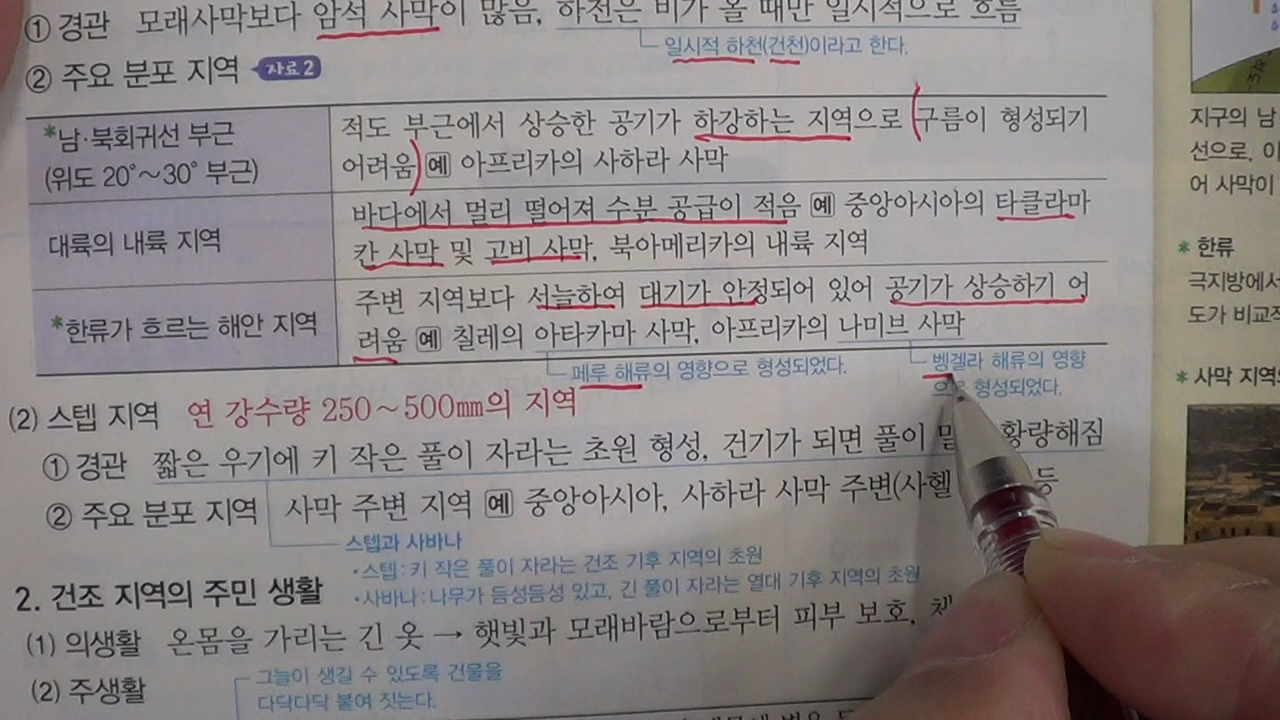 ① 경관 모래사막보다 암석 사막이 많음, 하천은 비가 올 때만 일시적으로 흐름
일시적 하천(건천)이라고 한다.
② 주요 분포 지역 자료2
*남·북회귀선 부근
(위도 20°~30° 부근)
적도 부근에서 상승한 공기가 하강하는 지역으로 구름이 형성되기
어려움 예 아프리카의 사하라 사막
대륙의 내륙 지역
바다에서 멀리 떨어져 수분 공급이 적음 예 중앙아시아의 타클라마
칸 사막 및 고비 사막, 북아메리카의 내륙 지역
*한류가 흐르는 해안 지역
주변 지역보다 서늘하여 대기가 안정되어 있어 공기가 상승하기 어
려움 예 칠레의 아타카마 사막, 아프리카의 나미브 사막
페루 해류의 영향으로 형성되었다.
벵겔라 해류의 영향
으로 형성되었다.
(2) 스텝 지역 연 강수량 250~500mm의 지역
① 경관 짧은 우기에 키 작은 풀이 자라는 초원 형성, 건기가 되면 풀이 황량해짐
② 주요 분포 지역 사막 주변 지역 예 중앙아시아, 사하라 사막 주변(사헬 등
스텝과 사바나
·스텝: 키 작은 풀이 자라는 건조 기후 지역의 초원
·사바나: 나무가 듬성듬성 있고, 긴 풀이 자라는 열대 기후 지역의 초원
2. 건조 지역의 주민 생활
(1) 의생활 온몸을 가리는 긴 옷 → 햇빛과 모래바람으로부터 피부 보호,
(2) 주생활
그늘이 생길 수 있도록 건물을
다닥다닥 붙여 짓는다.
지구의 남
선으로, 이
어 사막이
*한류
극지방에서
도가 비교적
*사막 지역